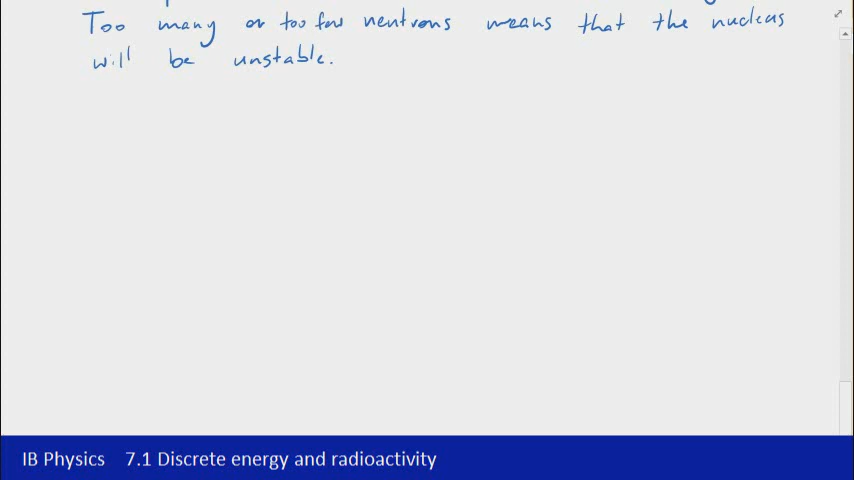 Too many or too few neutrons means that the nucleus
will be unstable.
IB Physics 7.1 Discrete energy and radioactivity